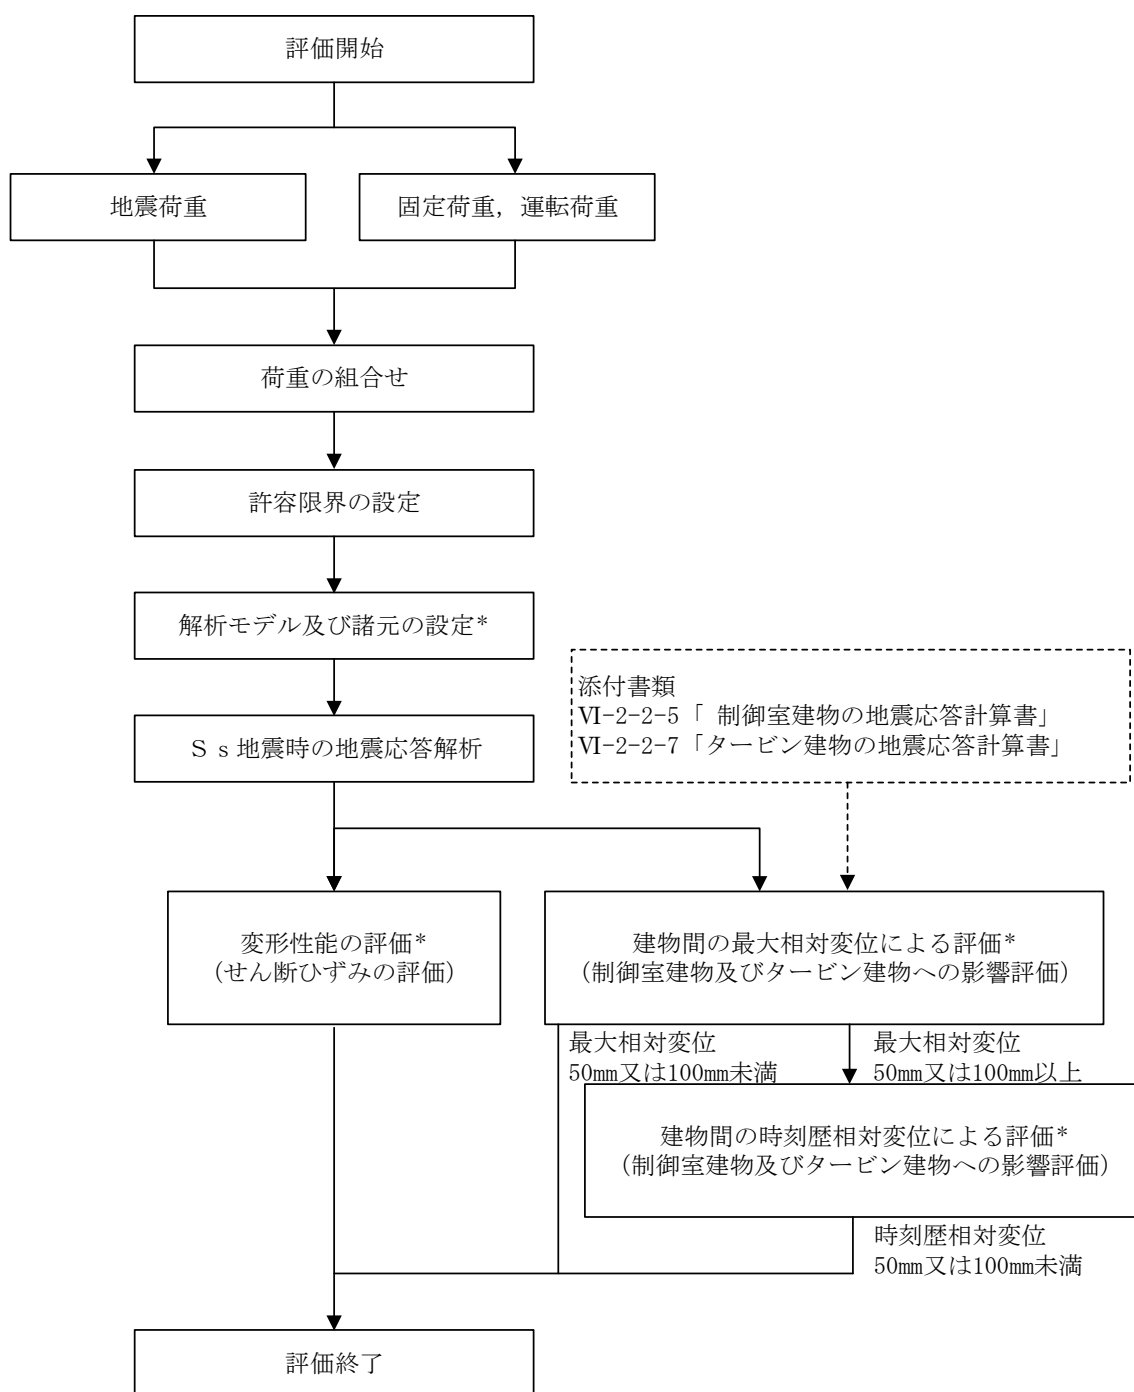 評価開始
地震荷重
固定荷重，運転荷重
荷重の組合せ
許容限界の設定
解析モデル及び諸元の設定*
Ｓｓ地震時の地震応答解析
添付書類
Ⅵ-2-2-5「 制御室建物の地震応答計算書」
Ⅵ-2-2-7「タービン建物の地震応答計算書」
変形性能の評価*
(せん断ひずみの評価)
建物間の最大相対変位による評価*
(制御室建物及びタービン建物への影響評価)
最大相対変位
50㎜又は100㎜未満
最大相対変位
50㎜又は100㎜以上
建物間の時刻歴相対変位による評価*
(制御室建物及びタービン建物への影響評価)
時刻歴相対変位
50㎜又は100㎜未満
評価終了